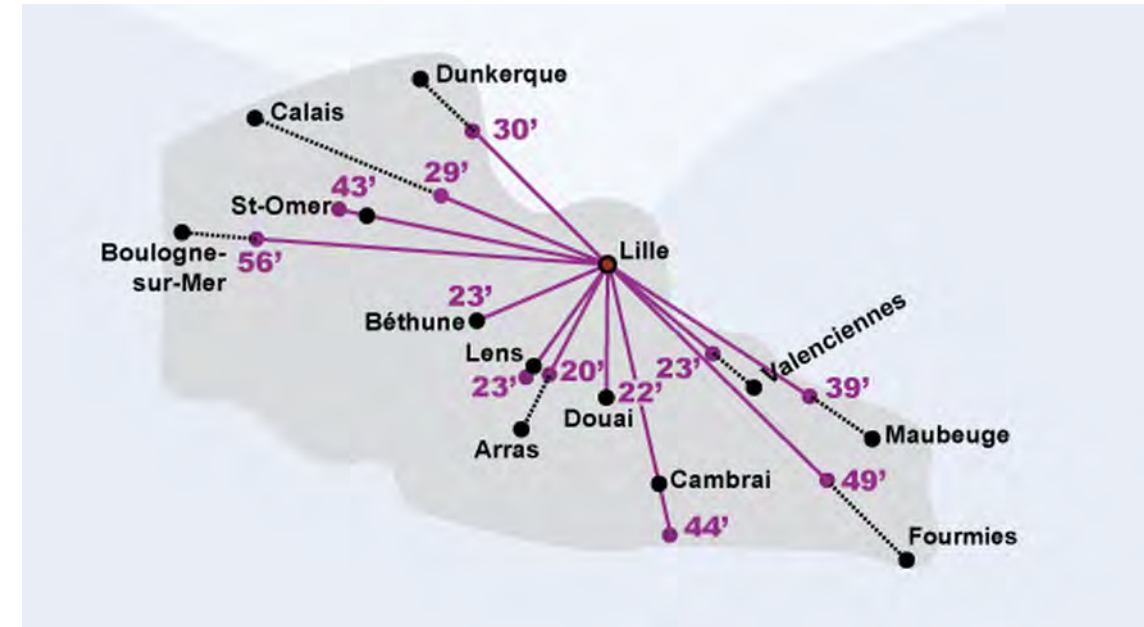 Dunkerque
30’
Calais
29’
43’
St-Omer
Lille
Boulogne-
sur-Mer
56’
23’
Béthune
Valenciennes
Lens
23’
20’
23’
22’
39’
Douai
Arras
Maubeuge
Cambrai
49’
44’
Fourmies